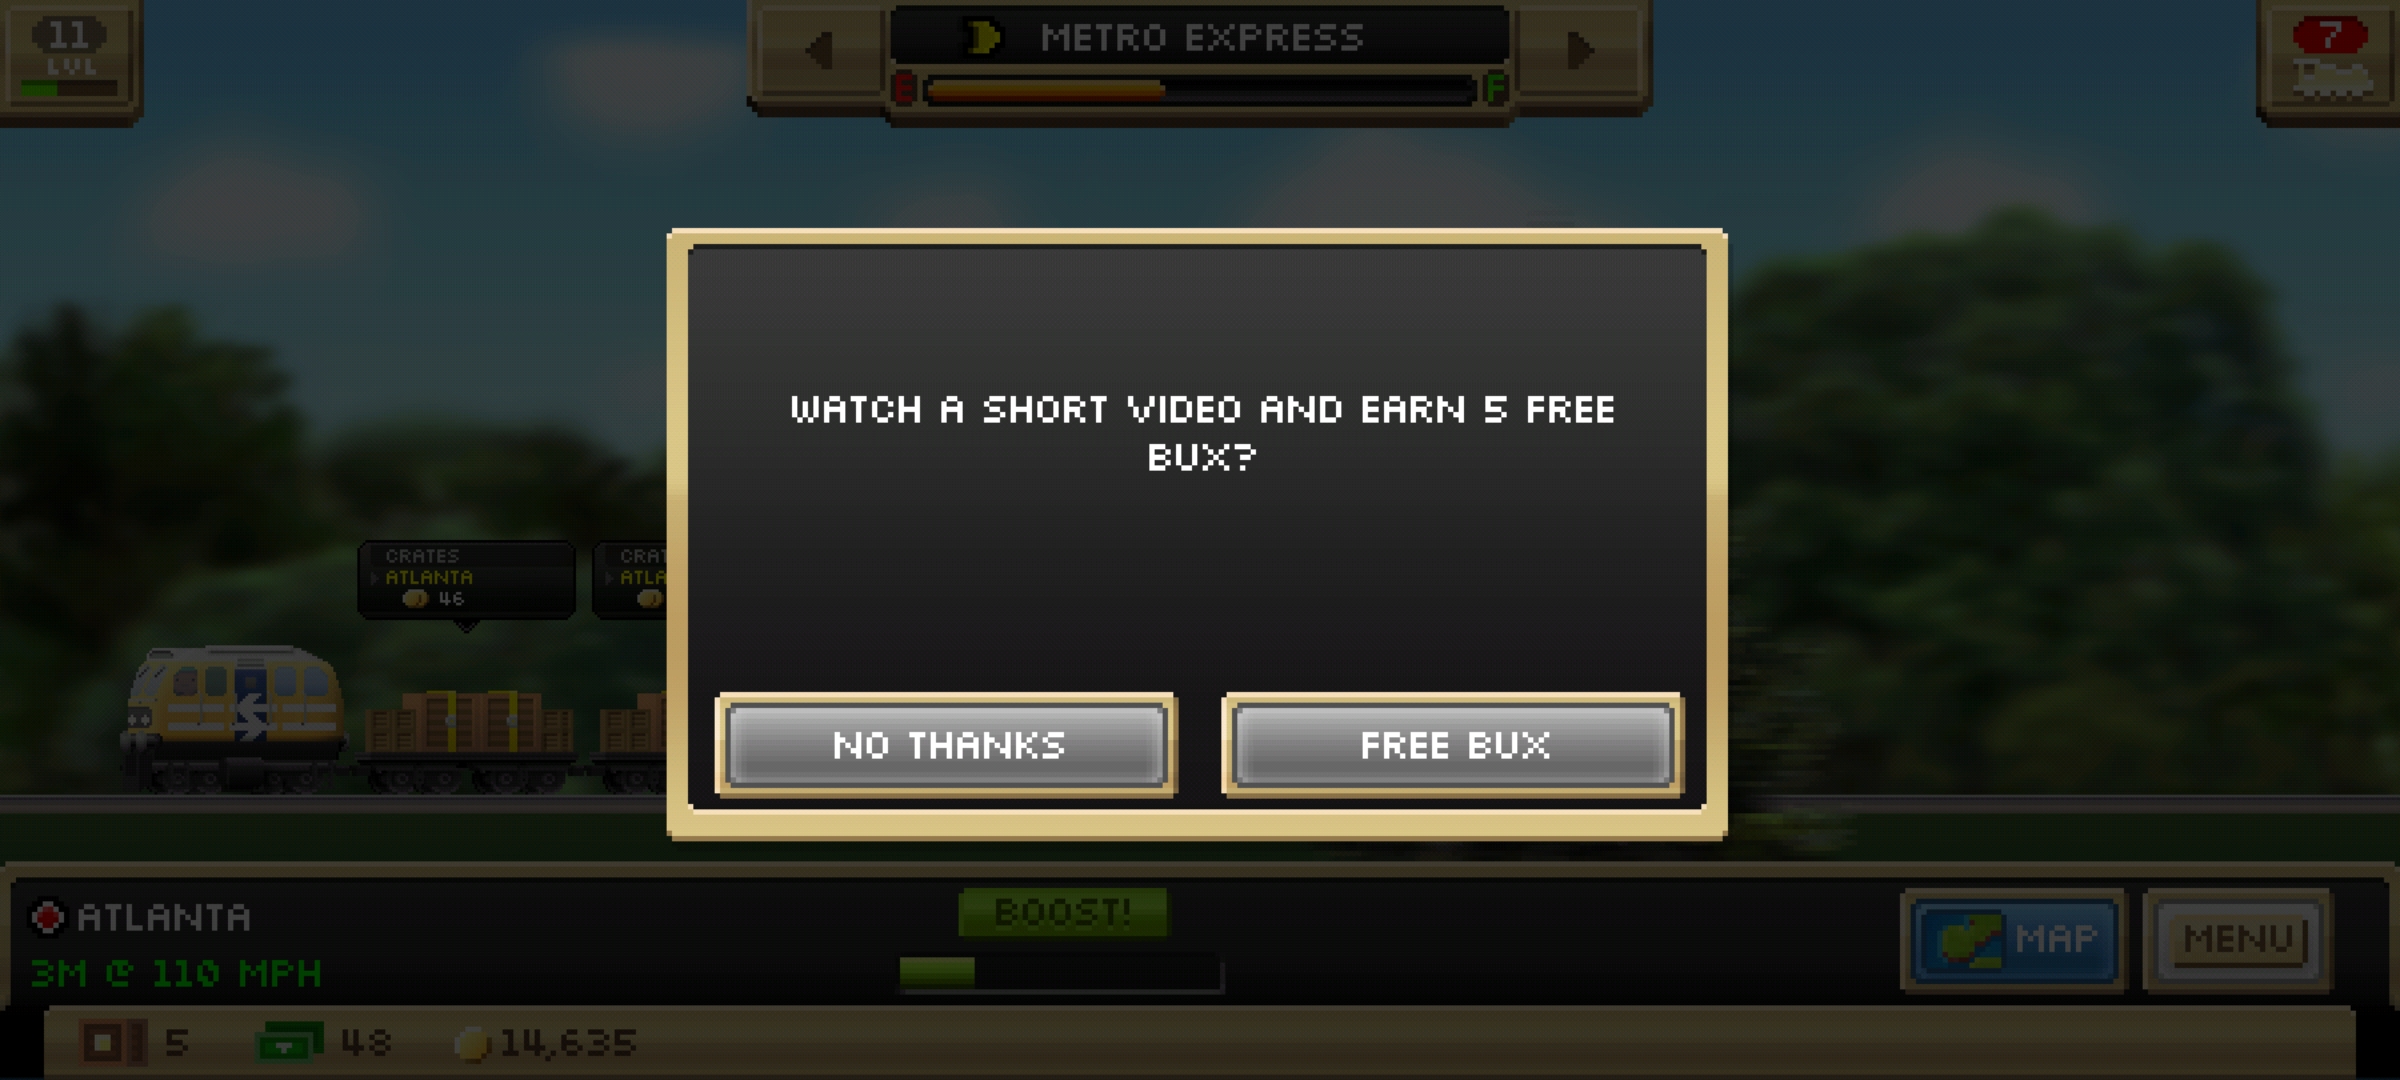 11
LVL
METRO EXPRESS
E
F
7
WATCH A SHORT VIDEO AND EARN 5 FREE
BUX?
CRATES
ATLANTA
46
CRAT
ATLA
NO THANKS
FREE BUX
ATLANTA
3M @ 110 MPH
BOOST!
MAP
MENU
5
48
14,635